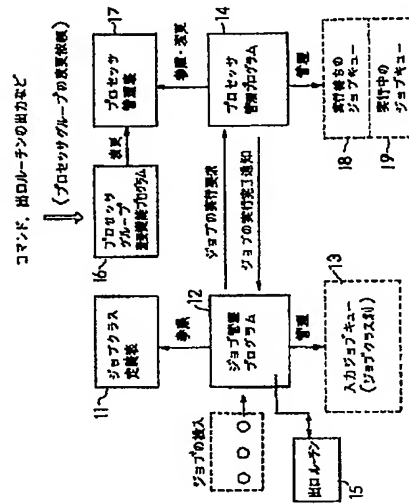 コマンド, 出口ルーチンの出力など
(プロセッサグループの変更依頼)
16
プロセッサ
グループ
変更機能プログラム
変更
17
プロセッサ
管理表
参照・変更
14
プロセッサ
管理プログラム
管理
18
実行待ちの
ジョブキュー
19
実行中の
ジョブキュー
ジョブの実行要求
ジョブの実行完了通知
11
ジョブクラス
定義表
参照
12
ジョブ管理
プログラム
管理
13
入力ジョブキュー
(ジョブクラス別)
ジョブの投入
出口ルーチン
15